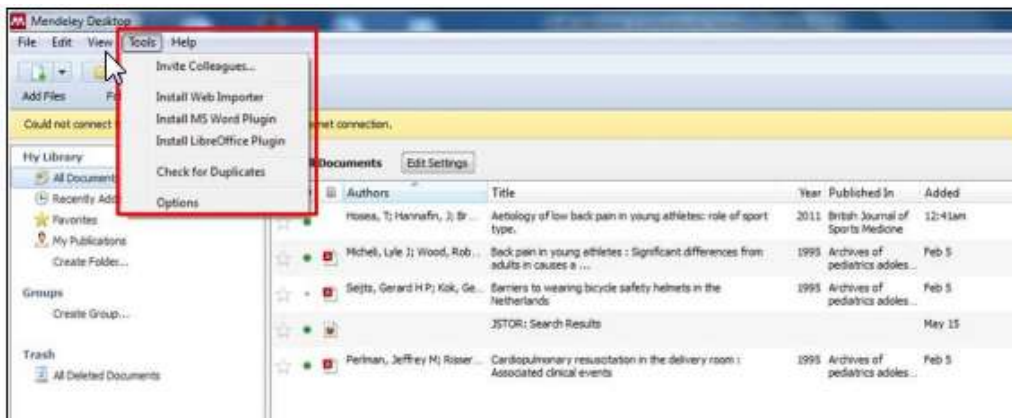 Mendeley Desktop
File Edit View Tools Help
Invite Colleagues...
Install Web Importer
Install MS Word Plugin
Install LibreOffice Plugin
Check for Duplicates
Options
Add Files
Could not connect
net connection.
My Library
All Document
Recently Add
Favorites
My Publications
Create Folder...
Groups
Create Group...
Trash
All Deleted Documents
Documents Edit Settings
Authors Title Year Published In Added
Hosea, T; Hannafin, J; Br... Aetiology of low back pain in young athletes: role of sport 2011 British Journal of 12:41am
type. Sports Medicine
Micheli, Lyle J; Wood, Rob... Back pain in young athletes : Significant differences from 1995 Archives of Feb 5
adults in causes a ... pediatrics adoles...
Seijts, Gerard H P; Kok, Ge... Barriers to wearing bicycle safety helmets in the 1995 Archives of Feb 5
Netherlands pediatrics adoles...
JSTOR: Search Results May 15
Perlman, Jeffrey M; Risser... Cardiopulmonary resuscitation in the delivery room : 1995 Archives of Feb 5
Associated clinical events pediatrics adoles...